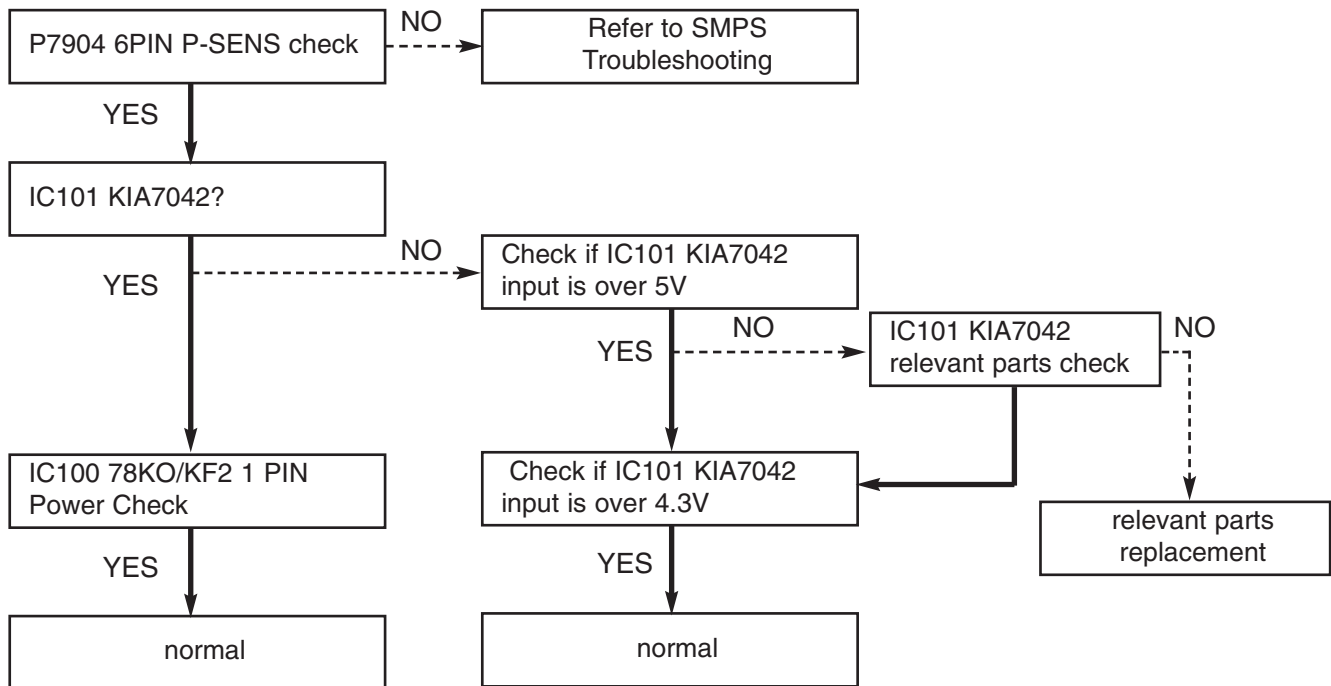 P7904 6PIN P-SENS check
NO
Refer to SMPS
Troubleshooting
YES
IC101 KIA7042?
NO
Check if IC101 KIA7042
input is over 5V
YES
NO
IC101 KIA7042
relevant parts check
NO
YES
IC100 78KO/KF2 1 PIN
Power Check
Check if IC101 KIA7042
input is over 4.3V
relevant parts
replacement
YES
YES
normal
normal